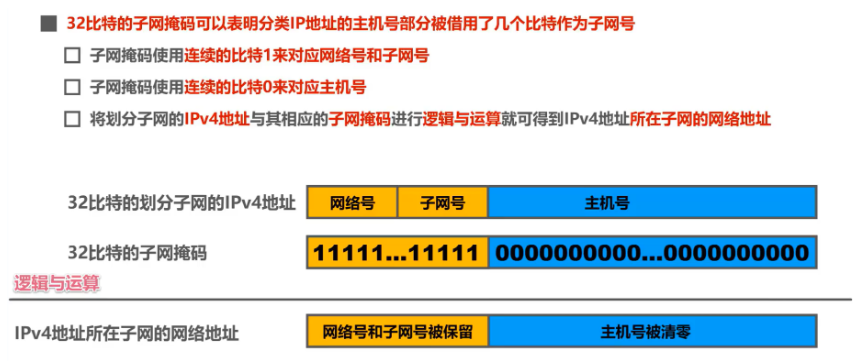 32比特的子网掩码可以表明分类IP地址的主机号部分被借用了几个比特作为子网号
子网掩码使用连续的比特1来对应网络号和子网号
子网掩码使用连续的比特0来对应主机号
将划分子网的IPv4地址与其相应的子网掩码进行逻辑与运算就可得到IPv4地址所在子网的网络地址
32比特的划分子网的IPv4地址 网络号 子网号 主机号
32比特的子网掩码 11111...11111 0000000000...0000000000
逻辑与运算
IPv4地址所在子网的网络地址 网络号和子网号被保留 主机号被清零